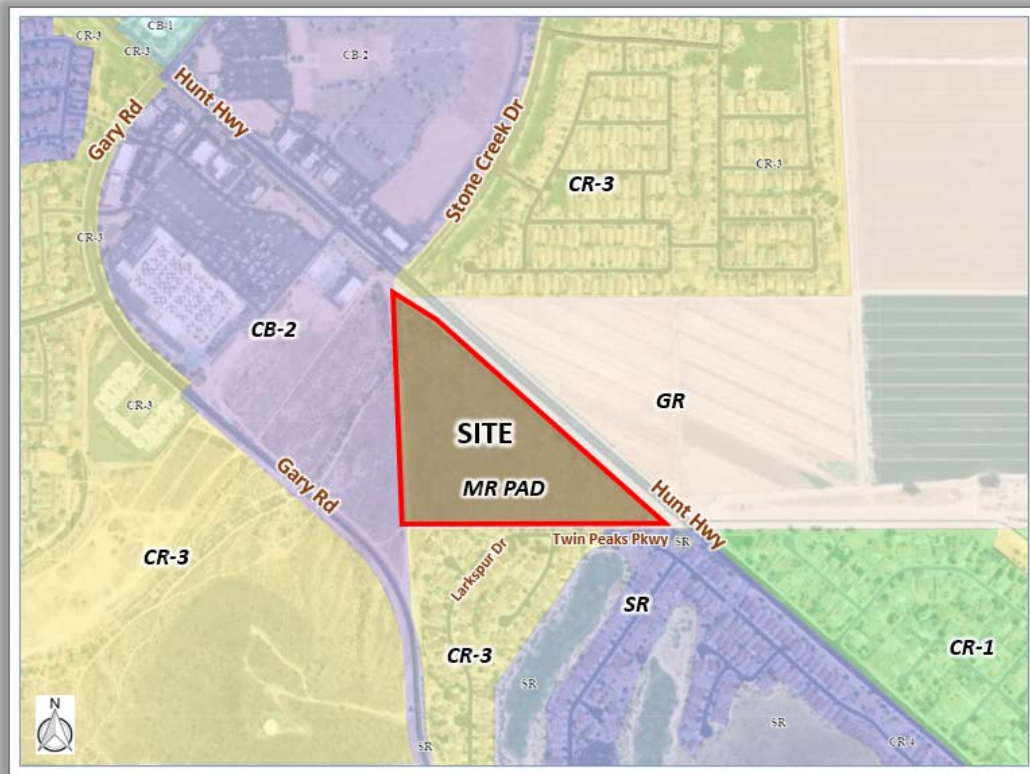 CR-3
CB-1
CR-3
Hunt Hwy
CB-2
Gary Rd
Stone Creek Dr
CR-3
CR-3
CR-3
CB-2
GR
CR-3
SITE
MR PAD
Gary Rd
Hunt Hwy
Twin Peaks Pkwy
SR
Larkspur Dr
CR-3
SR
CR-3
CR-1
SR
SR
CR-4
SR
N